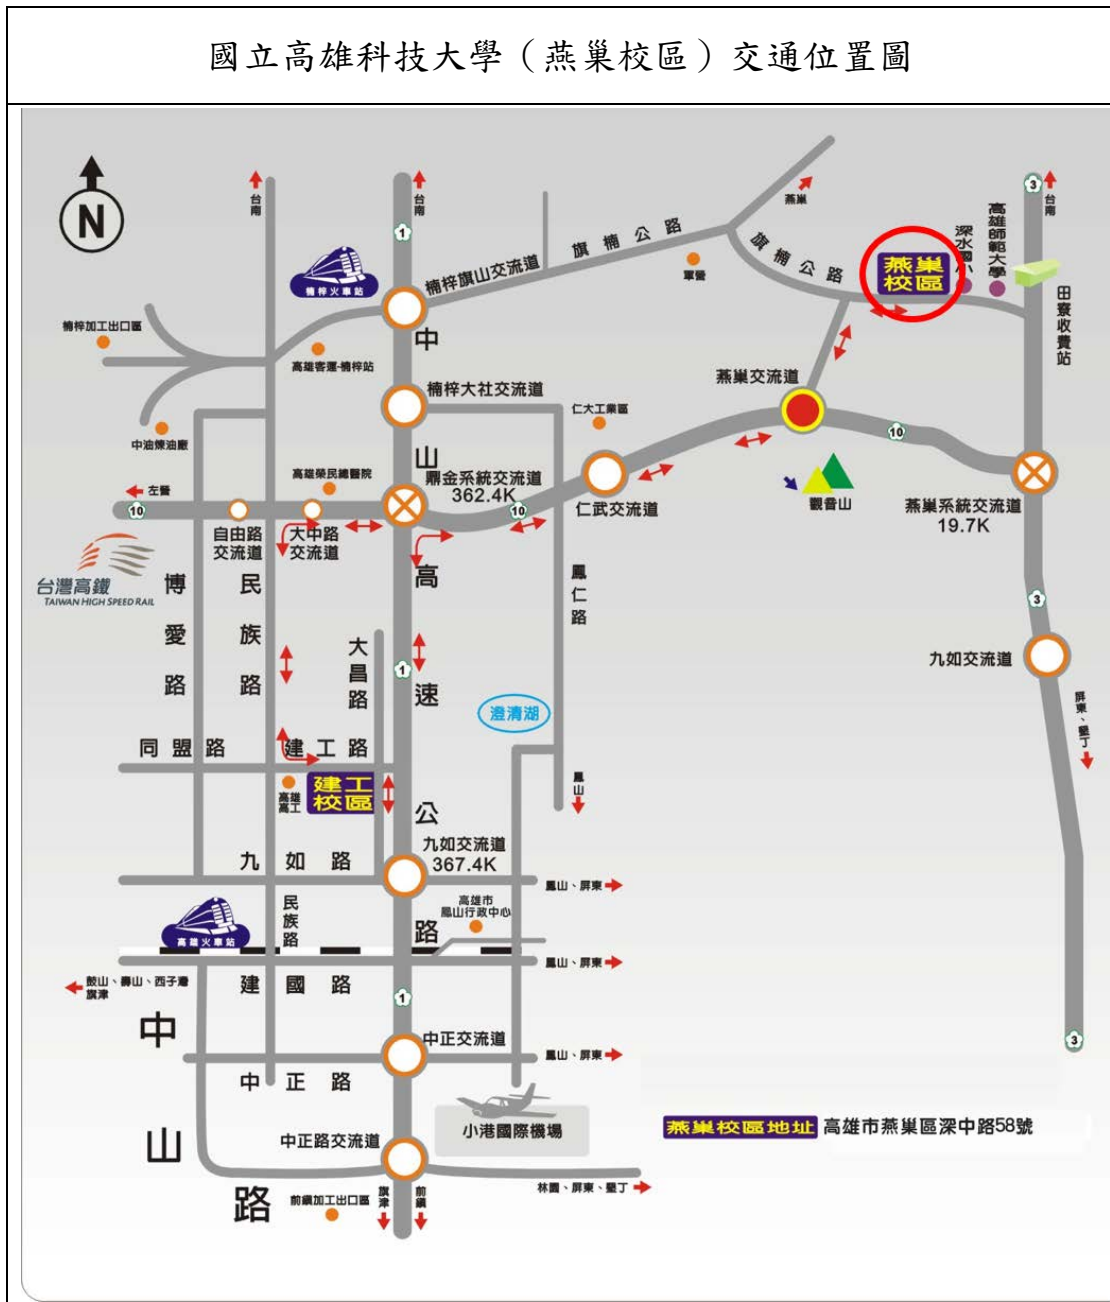 國立高雄科技大學（燕巢校區）交通位置圖
N
台南
台南
台南
1
3
燕巢
旗楠公路
旗楠公路
軍營
楠梓旗山交流道
楠梓火車站
燕巢
校區
深水國小
高雄師範大學
田寮收費站
楠梓加工出口區
高雄客運-楠梓站
中油煉油廠
楠梓大社交流道
燕巢交流道
仁大工業區
10
觀音山
高雄榮民總醫院
鼎金系統交流道
362.4K
仁武交流道
燕巢系統交流道
19.7K
左營
10
10
自由路
交流道
大中路
交流道
台灣高鐵
TAIWAN HIGH SPEED RAIL
博愛路
民族路
大昌路
中山高速公路
1
鳳仁路
3
九如交流道
屏東、墾丁
澄清湖
同盟路
建工路
高雄
高工
建工
校區
鳳山
九如路
九如交流道
367.4K
鳳山、屏東
高雄火車站
民族路
高雄市
鳳山行政中心
鳳山、屏東
鼓山、壽山、西子灣
旗津
建國路
1
3
中正交流道
鳳山、屏東
中正路
小港國際機場
燕巢校區地址 高雄市燕巢區深中路58號
中山路
中正路交流道
林園、屏東、墾丁
前鎮加工出口區
旗津
前鎮